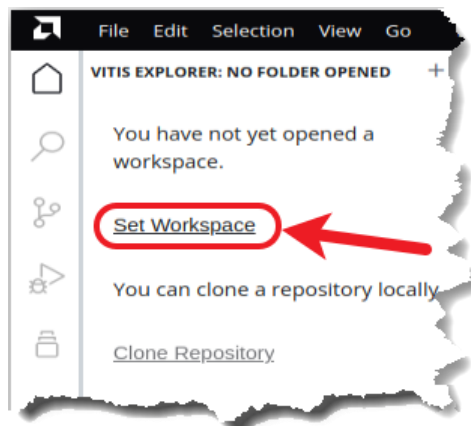 File Edit Selection View Go
VITIS EXPLORER: NO FOLDER OPENED +
You have not yet opened a
workspace.
Set Workspace
You can clone a repository locally
Clone Repository